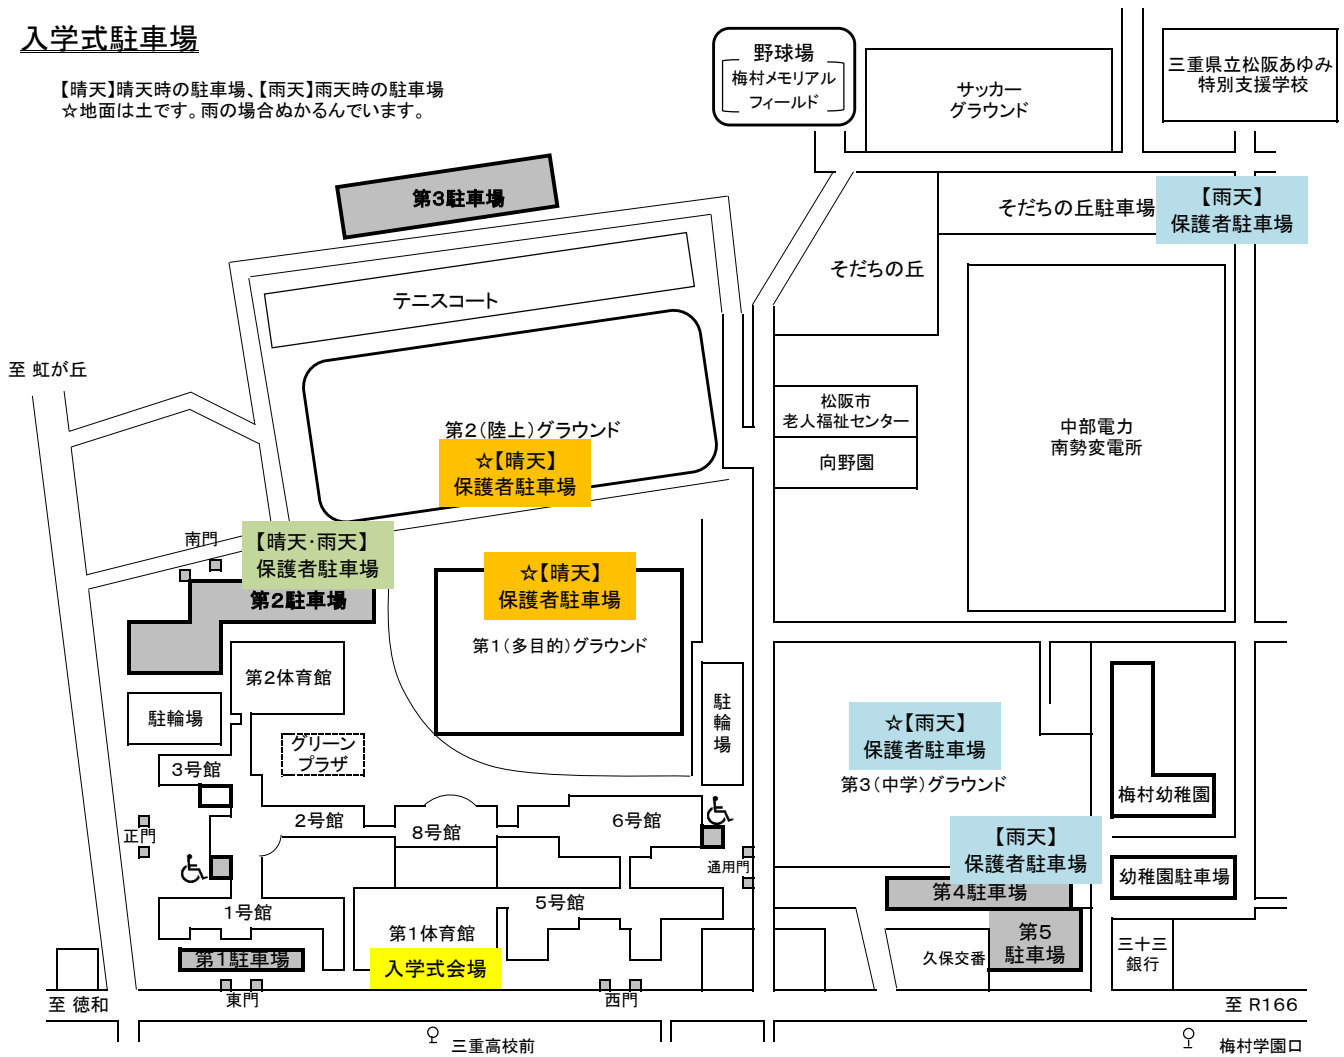 入学式駐車場
【晴天】晴天時の駐車場、【雨天】雨天時の駐車場
☆地面は土です。雨の場合ぬかるんでいます。
野球場
梅村メモリアル
フィールド
サッカー
グラウンド
三重県立松阪あゆみ
特別支援学校
第3駐車場
そだちの丘駐車場
【雨天】
保護者駐車場
そだちの丘
テニスコート
至 虹が丘
松阪市
老人福祉センター
向野園
中部電力
南勢変電所
第2(陸上)グラウンド
☆【晴天】
保護者駐車場
南門
【晴天・雨天】
保護者駐車場
第2駐車場
☆【晴天】
保護者駐車場
第1(多目的)グラウンド
第2体育館
駐輪場
駐輪場
グリーン
プラザ
3号館
☆【雨天】
保護者駐車場
第3(中学)グラウンド
梅村幼稚園
正門
2号館
8号館
6号館
通用門
【雨天】
保護者駐車場
第4駐車場
幼稚園駐車場
1号館
5号館
第1体育館
入学式会場
第1駐車場
第5
駐車場
久保交番
三十三
銀行
東門
西門
至 徳和
至 R166
三重高校前
梅村学園口